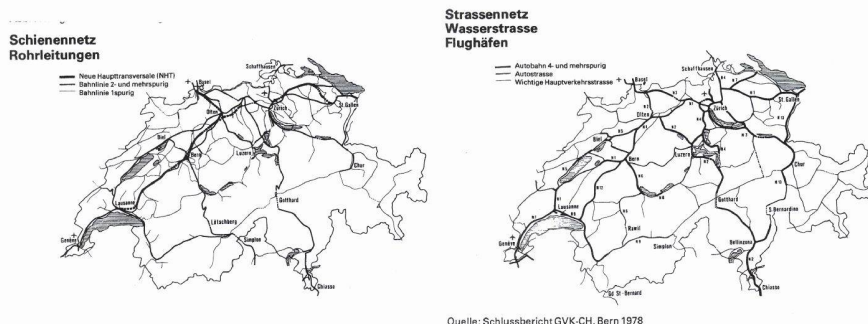 Schienennetz
Rohrleitungen
Neue Haupttransversale (NHT)
Bahnlinie 2- und mehrspurig
Bahnlinie 1spurig
Schaffhausen
Basel
Zürich
St. Gallen
Olten
Biel
Bern
Luzern
Chur
Lausanne
Lötschberg
Gotthard
Genève
Simplon
Chiasso
Strassennetz
Wasserstrasse
Flughäfen
Autobahn 4- und mehrspurig
Autostrasse
Wichtige Hauptverkehrsstrasse
Schaffhausen
Basel
Zürich
St. Gallen
Olten
Biel
Bern
Luzern
Chur
Lausanne
Gotthard
S. Bernardino
Rawil
Genève
Simplon
Bellinzona
Gd St-Bernard
Chiasso
Quelle: Schlussbericht GVK-CH, Bern 1978